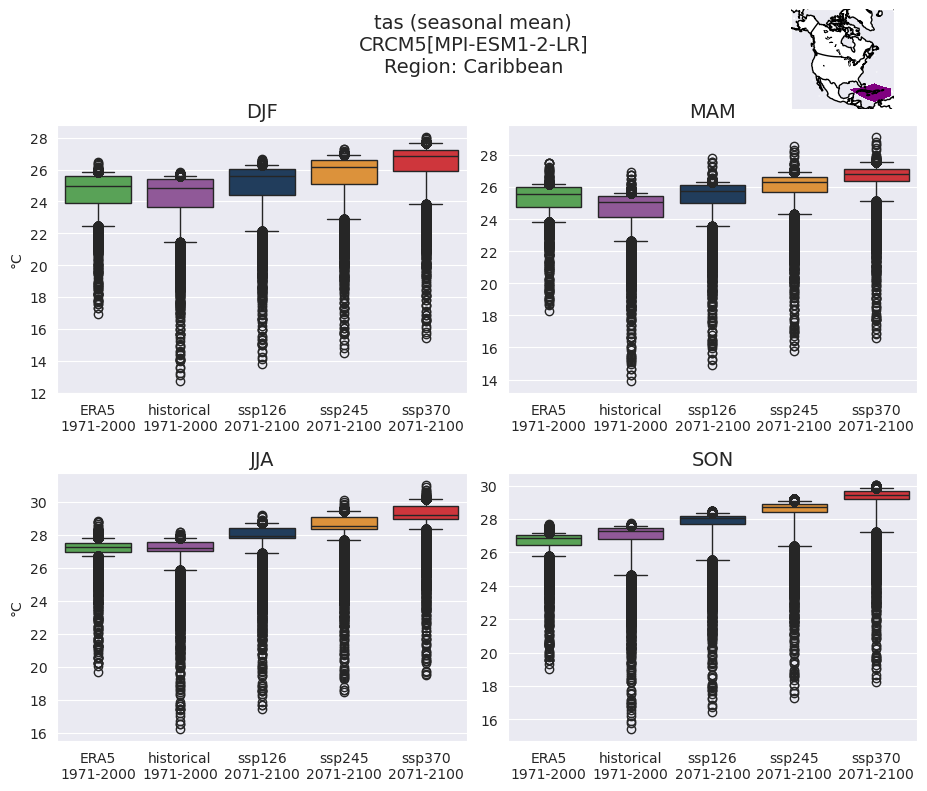 tas (seasonal mean)
CRCM5[MPI-ESM1-2-LR]
Region: Caribbean
DJF
28
26
24
22
20
18
16
14
12
°C
ERA5
1971-2000
historical
1971-2000
ssp126
2071-2100
ssp245
2071-2100
ssp370
2071-2100
MAM
28
26
24
22
20
18
16
14
ERA5
1971-2000
historical
1971-2000
ssp126
2071-2100
ssp245
2071-2100
ssp370
2071-2100
JJA
30
28
26
24
22
20
18
16
°C
ERA5
1971-2000
historical
1971-2000
ssp126
2071-2100
ssp245
2071-2100
ssp370
2071-2100
SON
30
28
26
24
22
20
18
16
ERA5
1971-2000
historical
1971-2000
ssp126
2071-2100
ssp245
2071-2100
ssp370
2071-2100